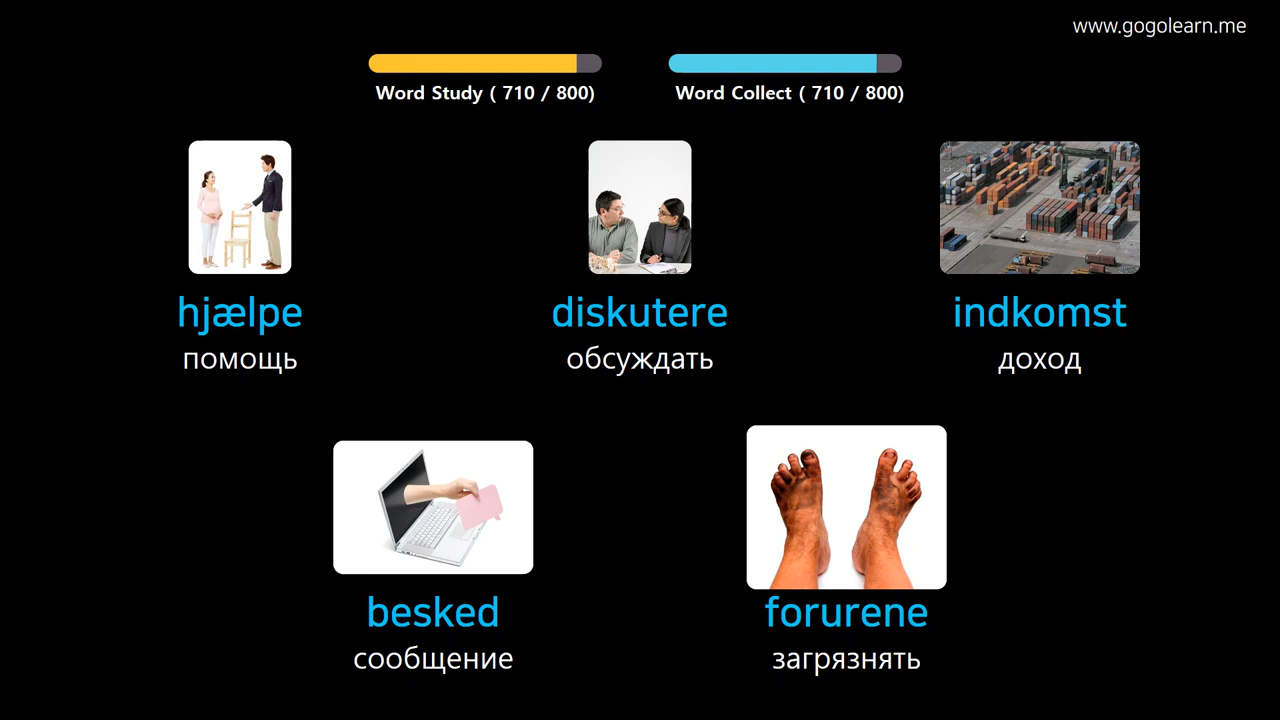 www.gogolearn.me
Word Study ( 710 / 800)
Word Collect ( 710 / 800)
hjælpe
помощь
diskutere
обсуждать
indkomst
доход
besked
сообщение
forurene
загрязнять